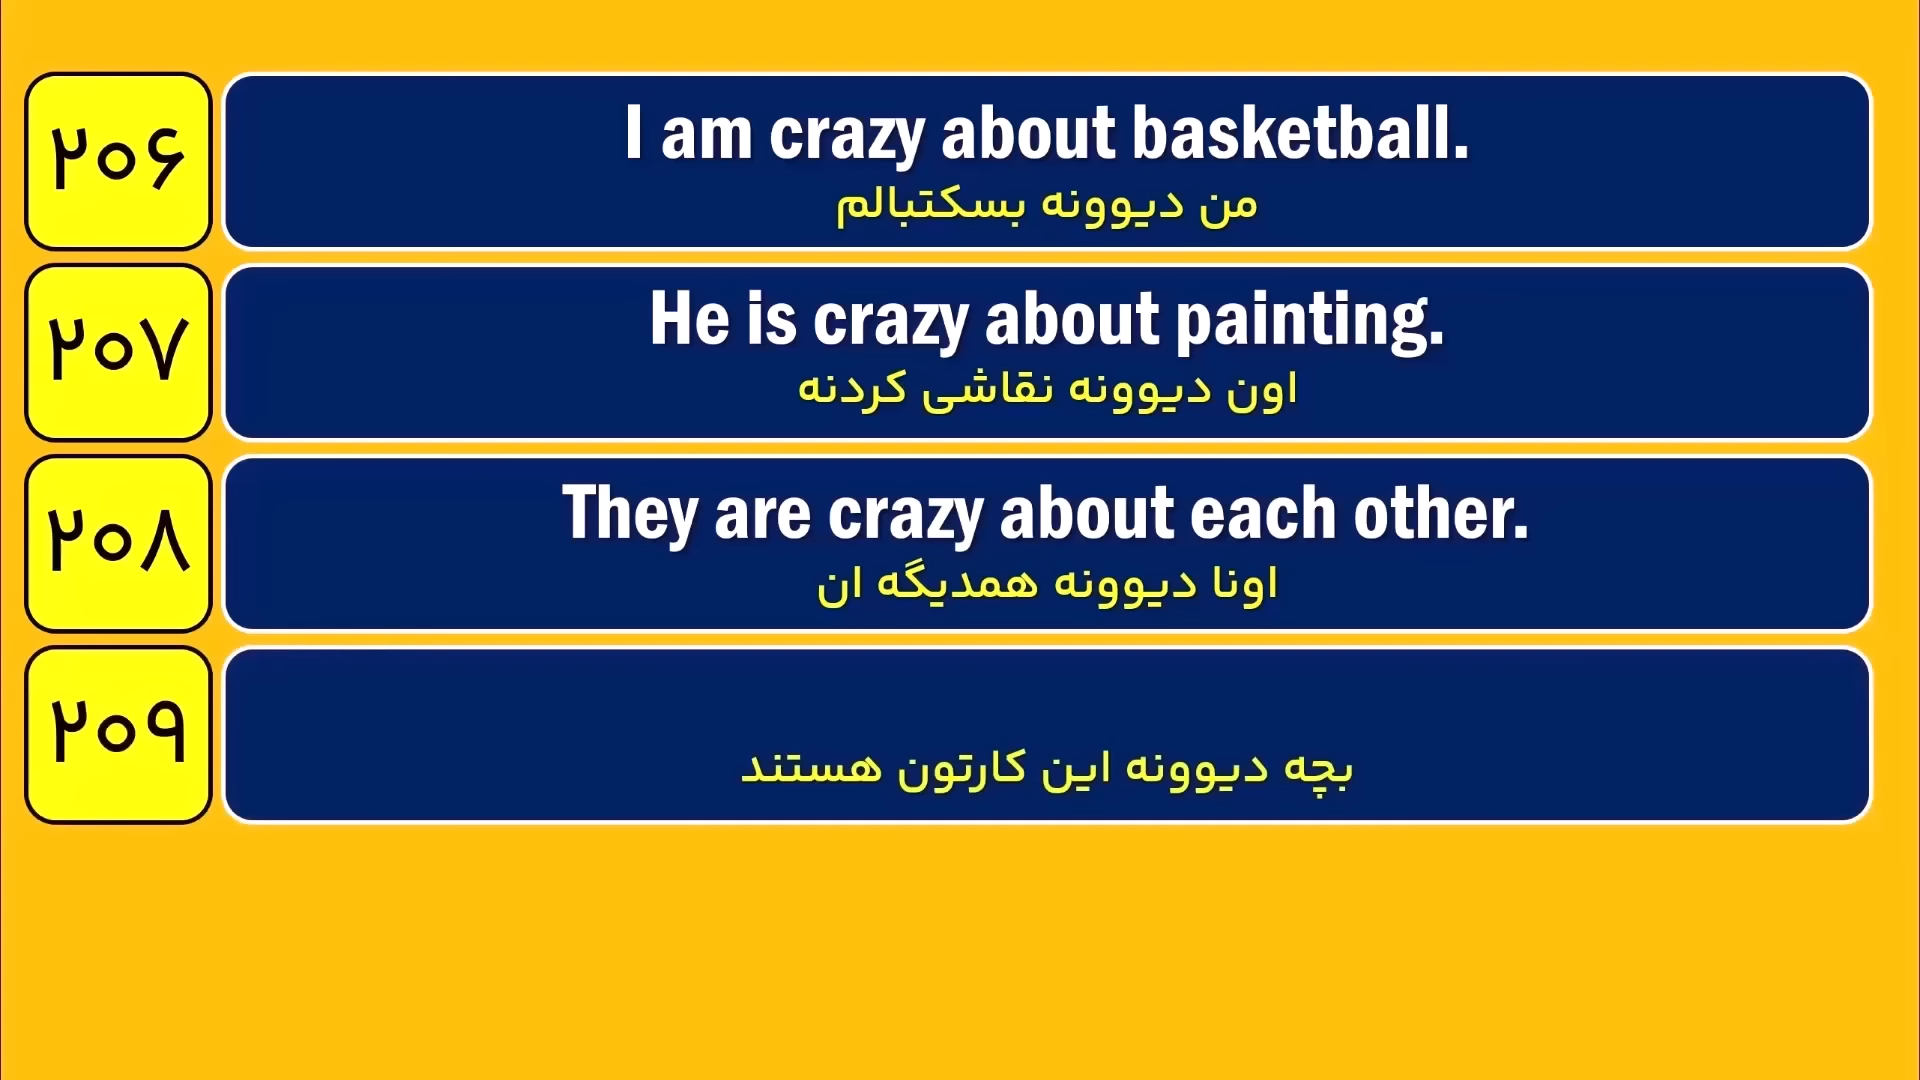 ۲۰۶
I am crazy about basketball.
من دیوونه بسکتبالم
۲۰۷
He is crazy about painting.
اون دیوونه نقاشی کردنه
۲۰۸
They are crazy about each other.
اونا دیوونه همدیگه ان
۲۰۹
بچه دیوونه این کارتون هستند